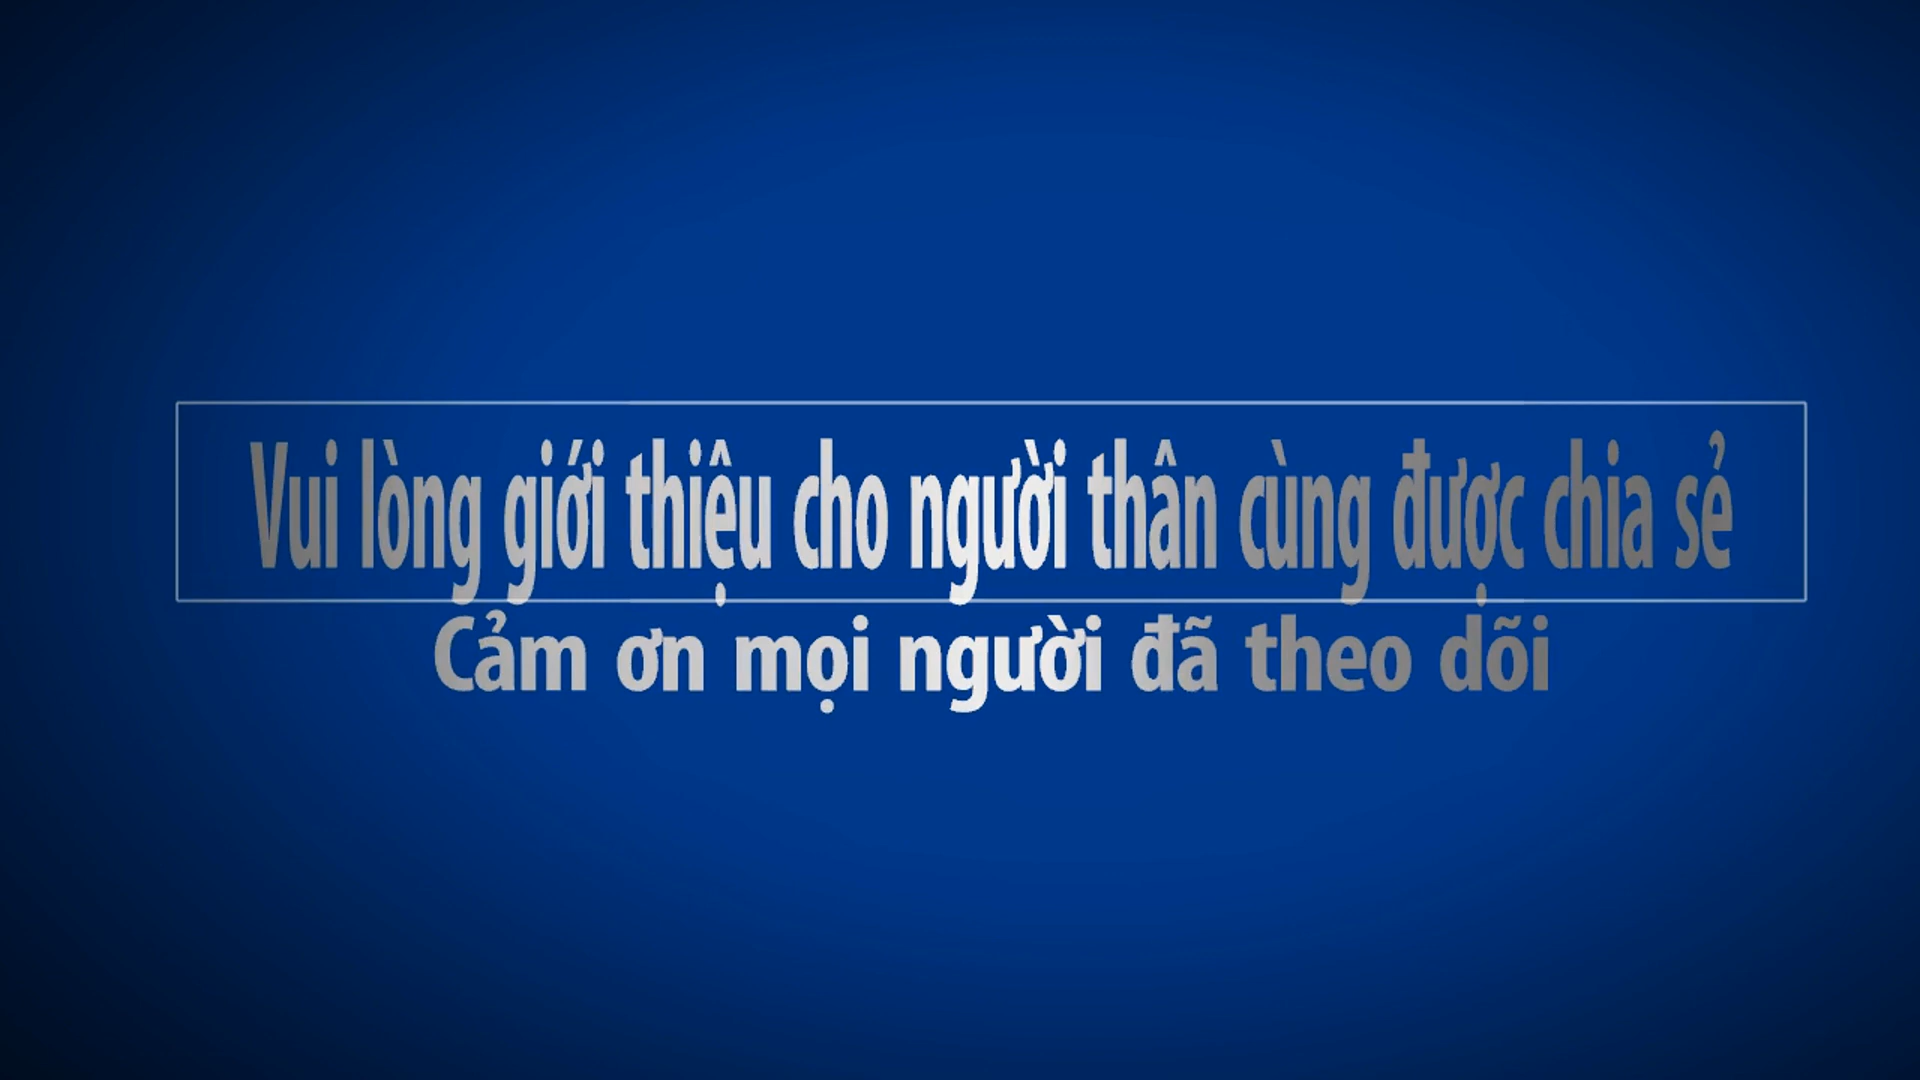 Vui lòng giới thiệu cho người thân cùng được chia sẻ
Cảm ơn mọi người đã theo dõi